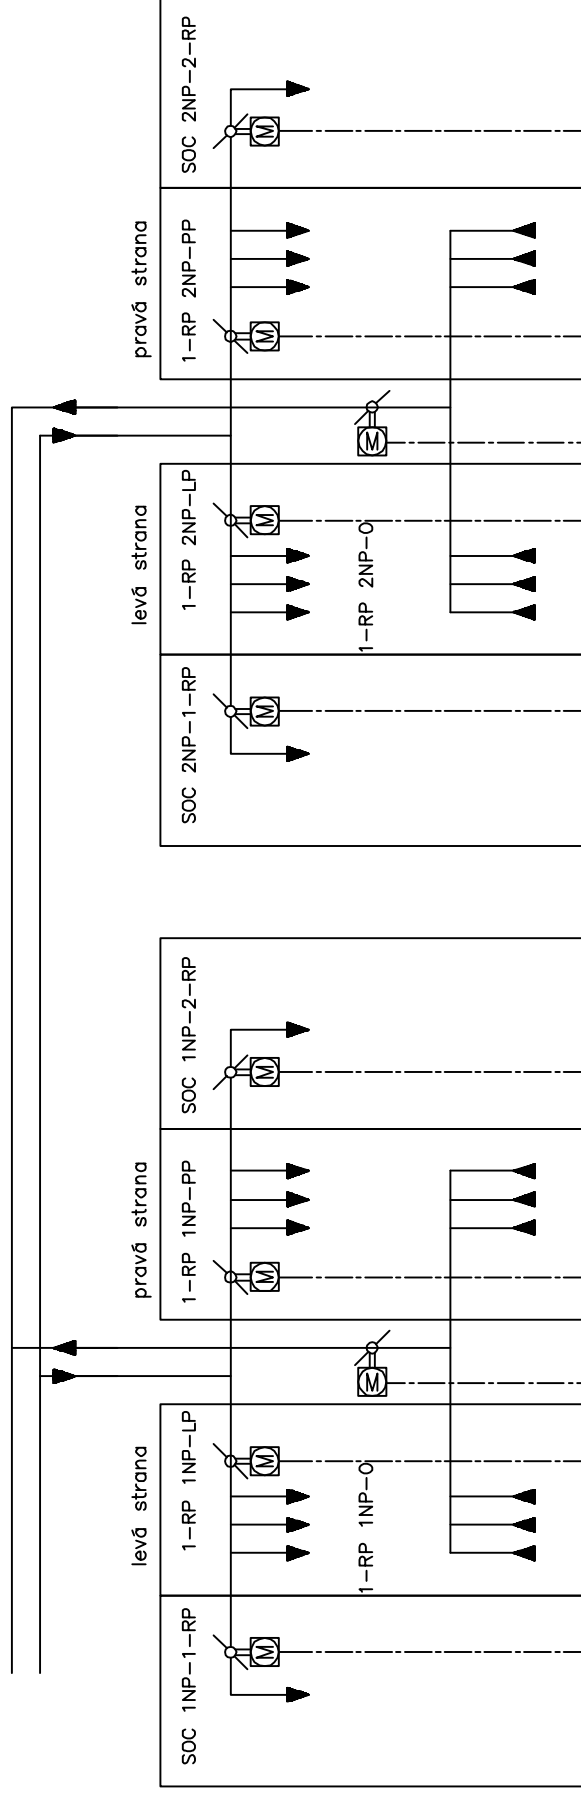 SOC 1NP-1-RP
levá strana
1-RP 1NP-LP
M
M
1-RP 1NP-O
M
pravá strana
1-RP 1NP-PP
M
SOC 1NP-2-RP
M
SOC 2NP-1-RP
M
levá strana
1-RP 2NP-LP
M
1-RP 2NP-O
M
pravá strana
1-RP 2NP-PP
M
SOC 2NP-2-RP
M